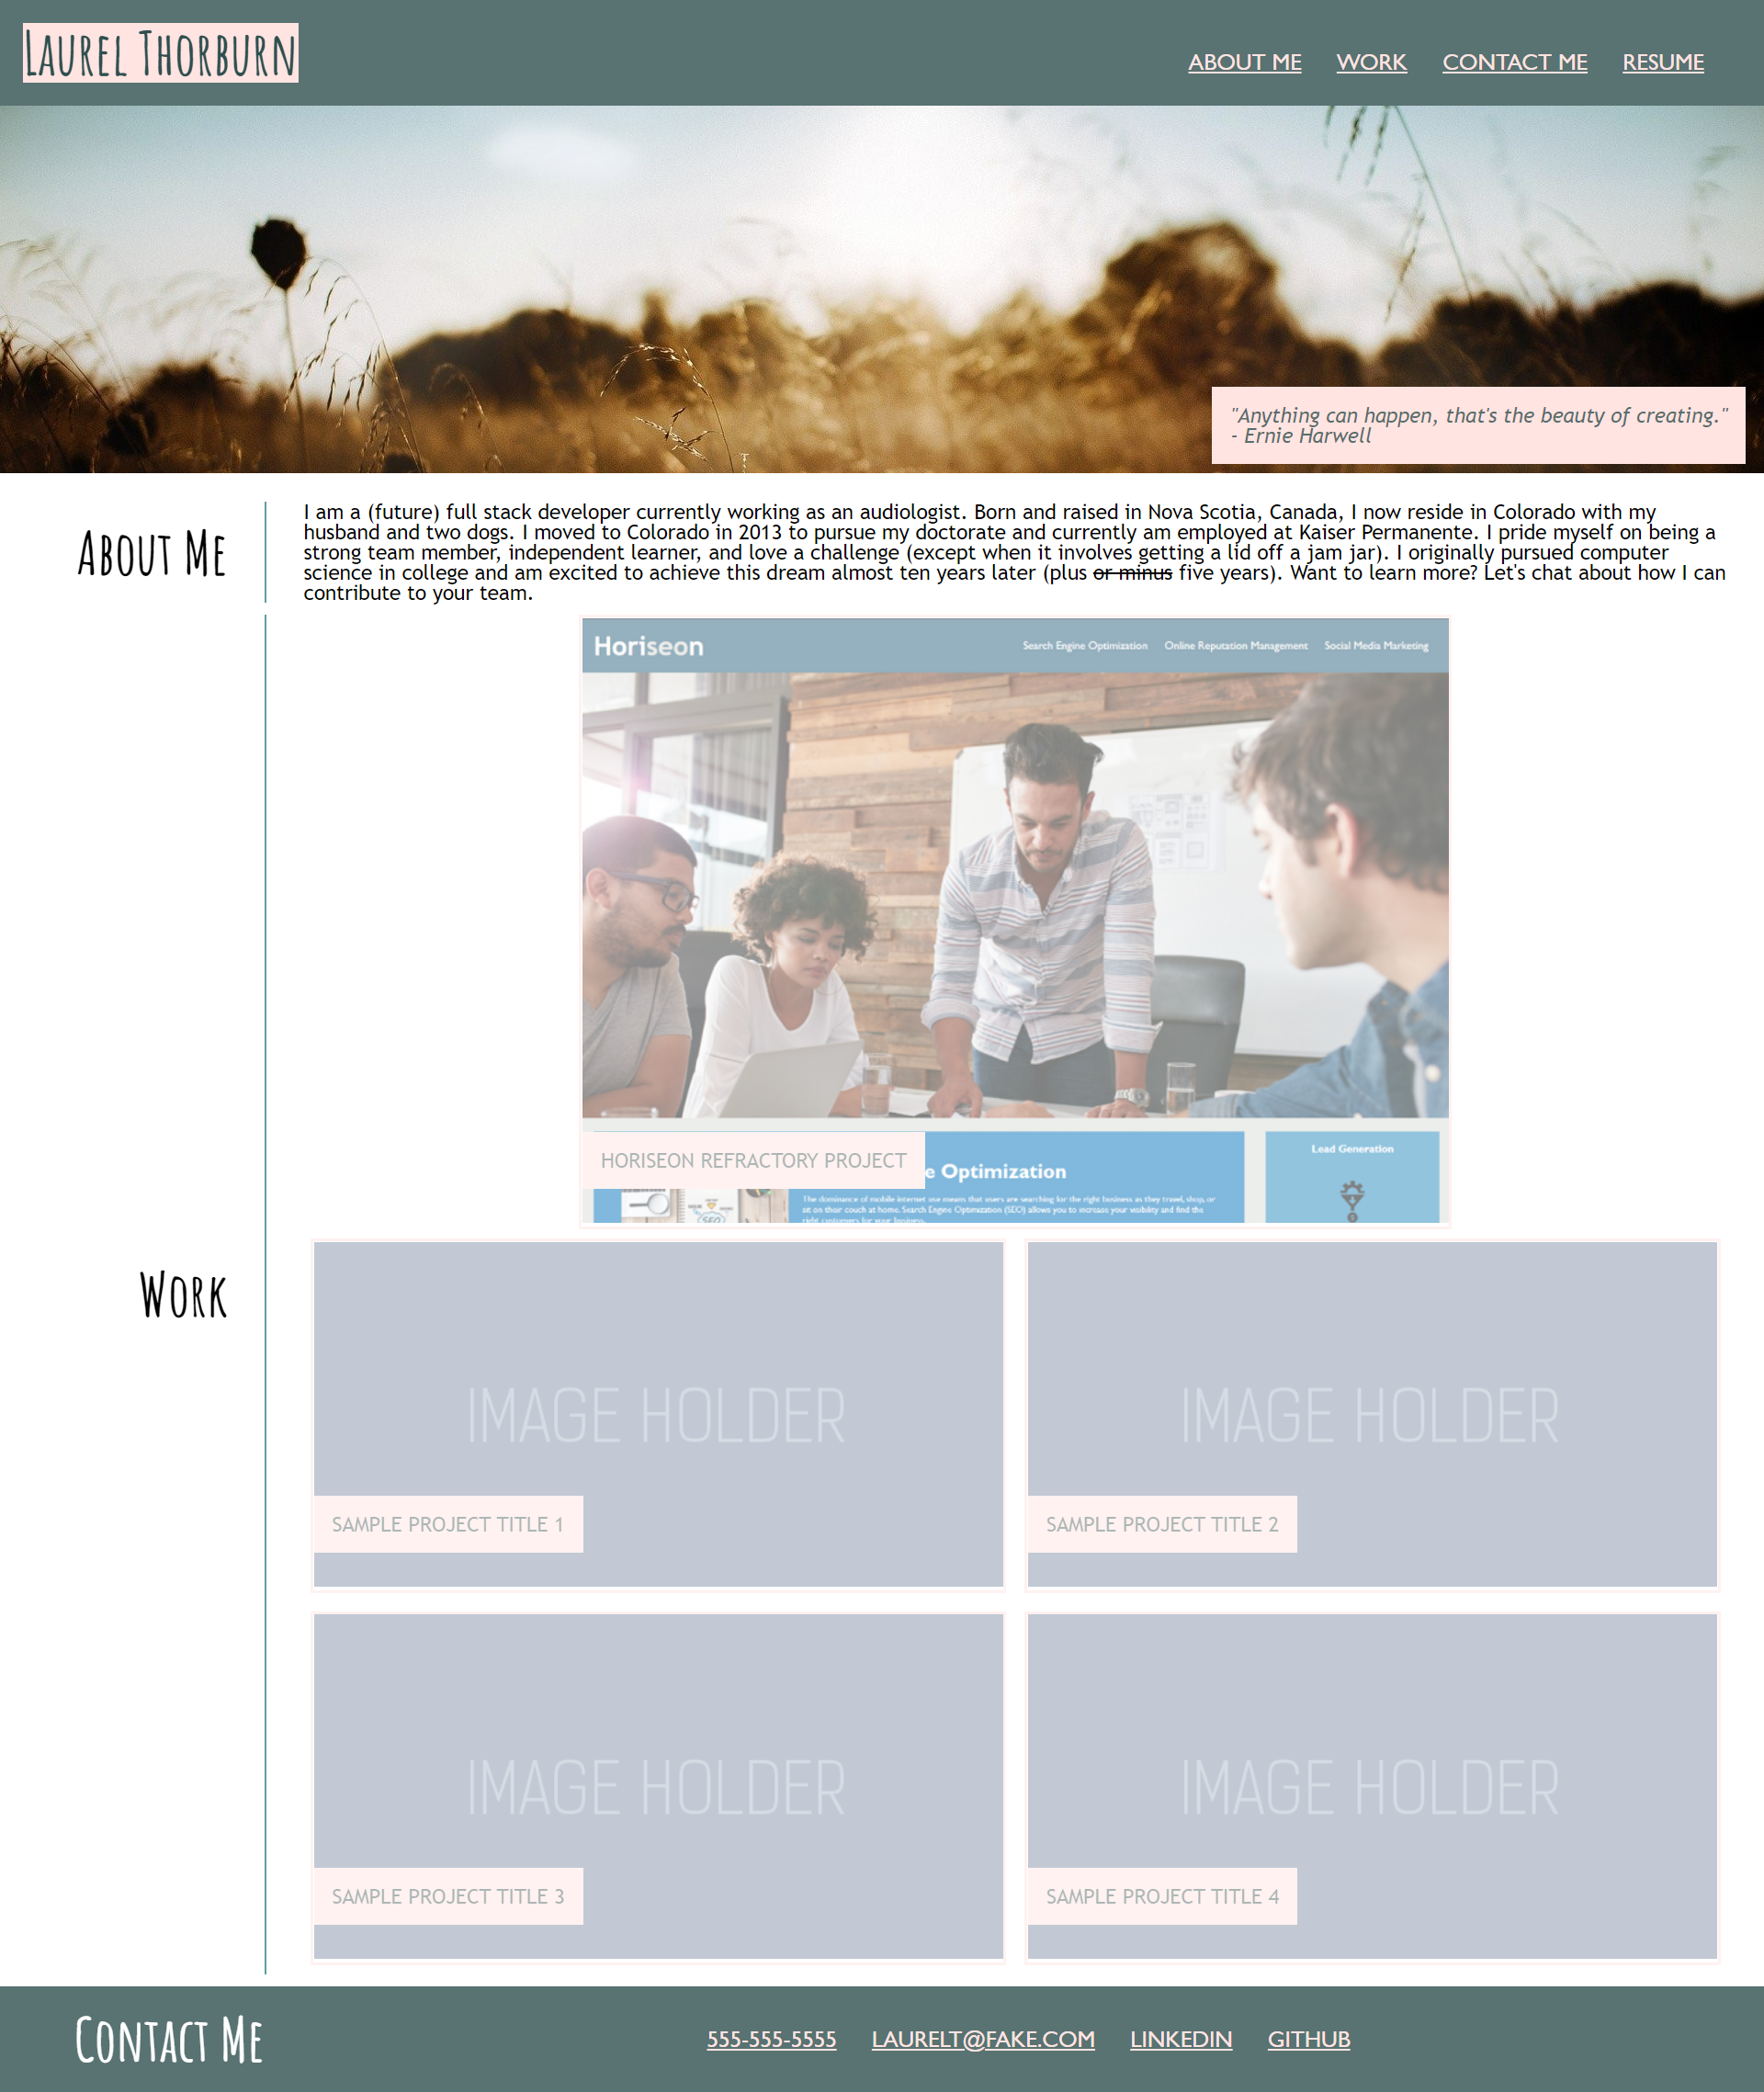 Laurel Thorburn
ABOUT ME WORK CONTACT ME RESUME
"Anything can happen, that's the beauty of creating."
- Ernie Harwell
About Me
I am a (future) full stack developer currently working as an audiologist. Born and raised in Nova Scotia, Canada, I now reside in Colorado with my
husband and two dogs. I moved to Colorado in 2013 to pursue my doctorate and currently am employed at Kaiser Permanente. I pride myself on being a
strong team member, independent learner, and love a challenge (except when it involves getting a lid off a jam jar). I originally pursued computer
science in college and am excited to achieve this dream almost ten years later (plus or minus five years). Want to learn more? Let's chat about how I can
contribute to your team.
Horiseon
Search Engine Optimization Online Reputation Management Social Media Marketing
HORISEON REFRACTORY PROJECT
e Optimization
The dominance of mobile internet use means that users are searching for the right business as they travel, shop, or
sit on their couch at home. Search Engine Optimization (SEO) allows you to increase your visibility and find the
right customers for your business.
Lead Generation
SEO
Work
IMAGE HOLDER
SAMPLE PROJECT TITLE 1
IMAGE HOLDER
SAMPLE PROJECT TITLE 2
IMAGE HOLDER
SAMPLE PROJECT TITLE 3
IMAGE HOLDER
SAMPLE PROJECT TITLE 4
Contact Me
555-555-5555 LAURELT@FAKE.COM LINKEDIN GITHUB